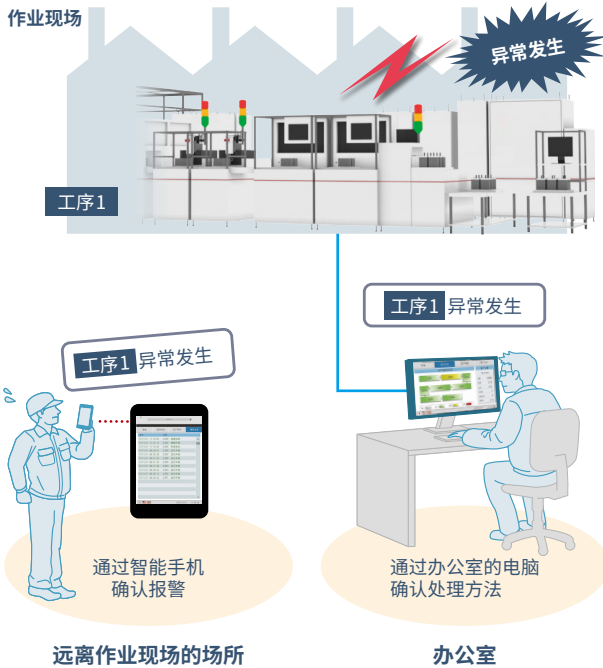 作业现场
异常发生
工序1
工序1 异常发生
工序1 异常发生
通过智能手机
确认报警
通过办公室的电脑
确认处理方法
远离作业现场的场所
办公室